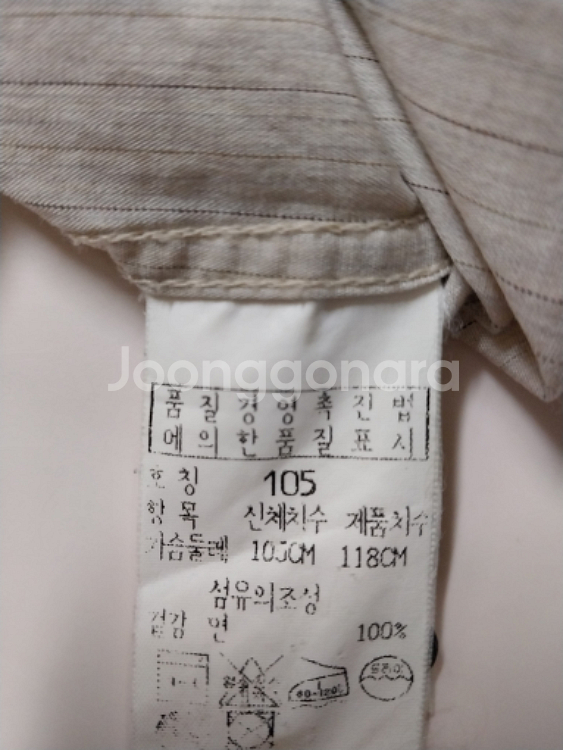 Joonggonara
품질경영촉진법
에의한품질표시
호칭 105
항목 신체치수 제품치수
가슴둘레 105CM 118CM
섬유의조성
겉감 면 100%